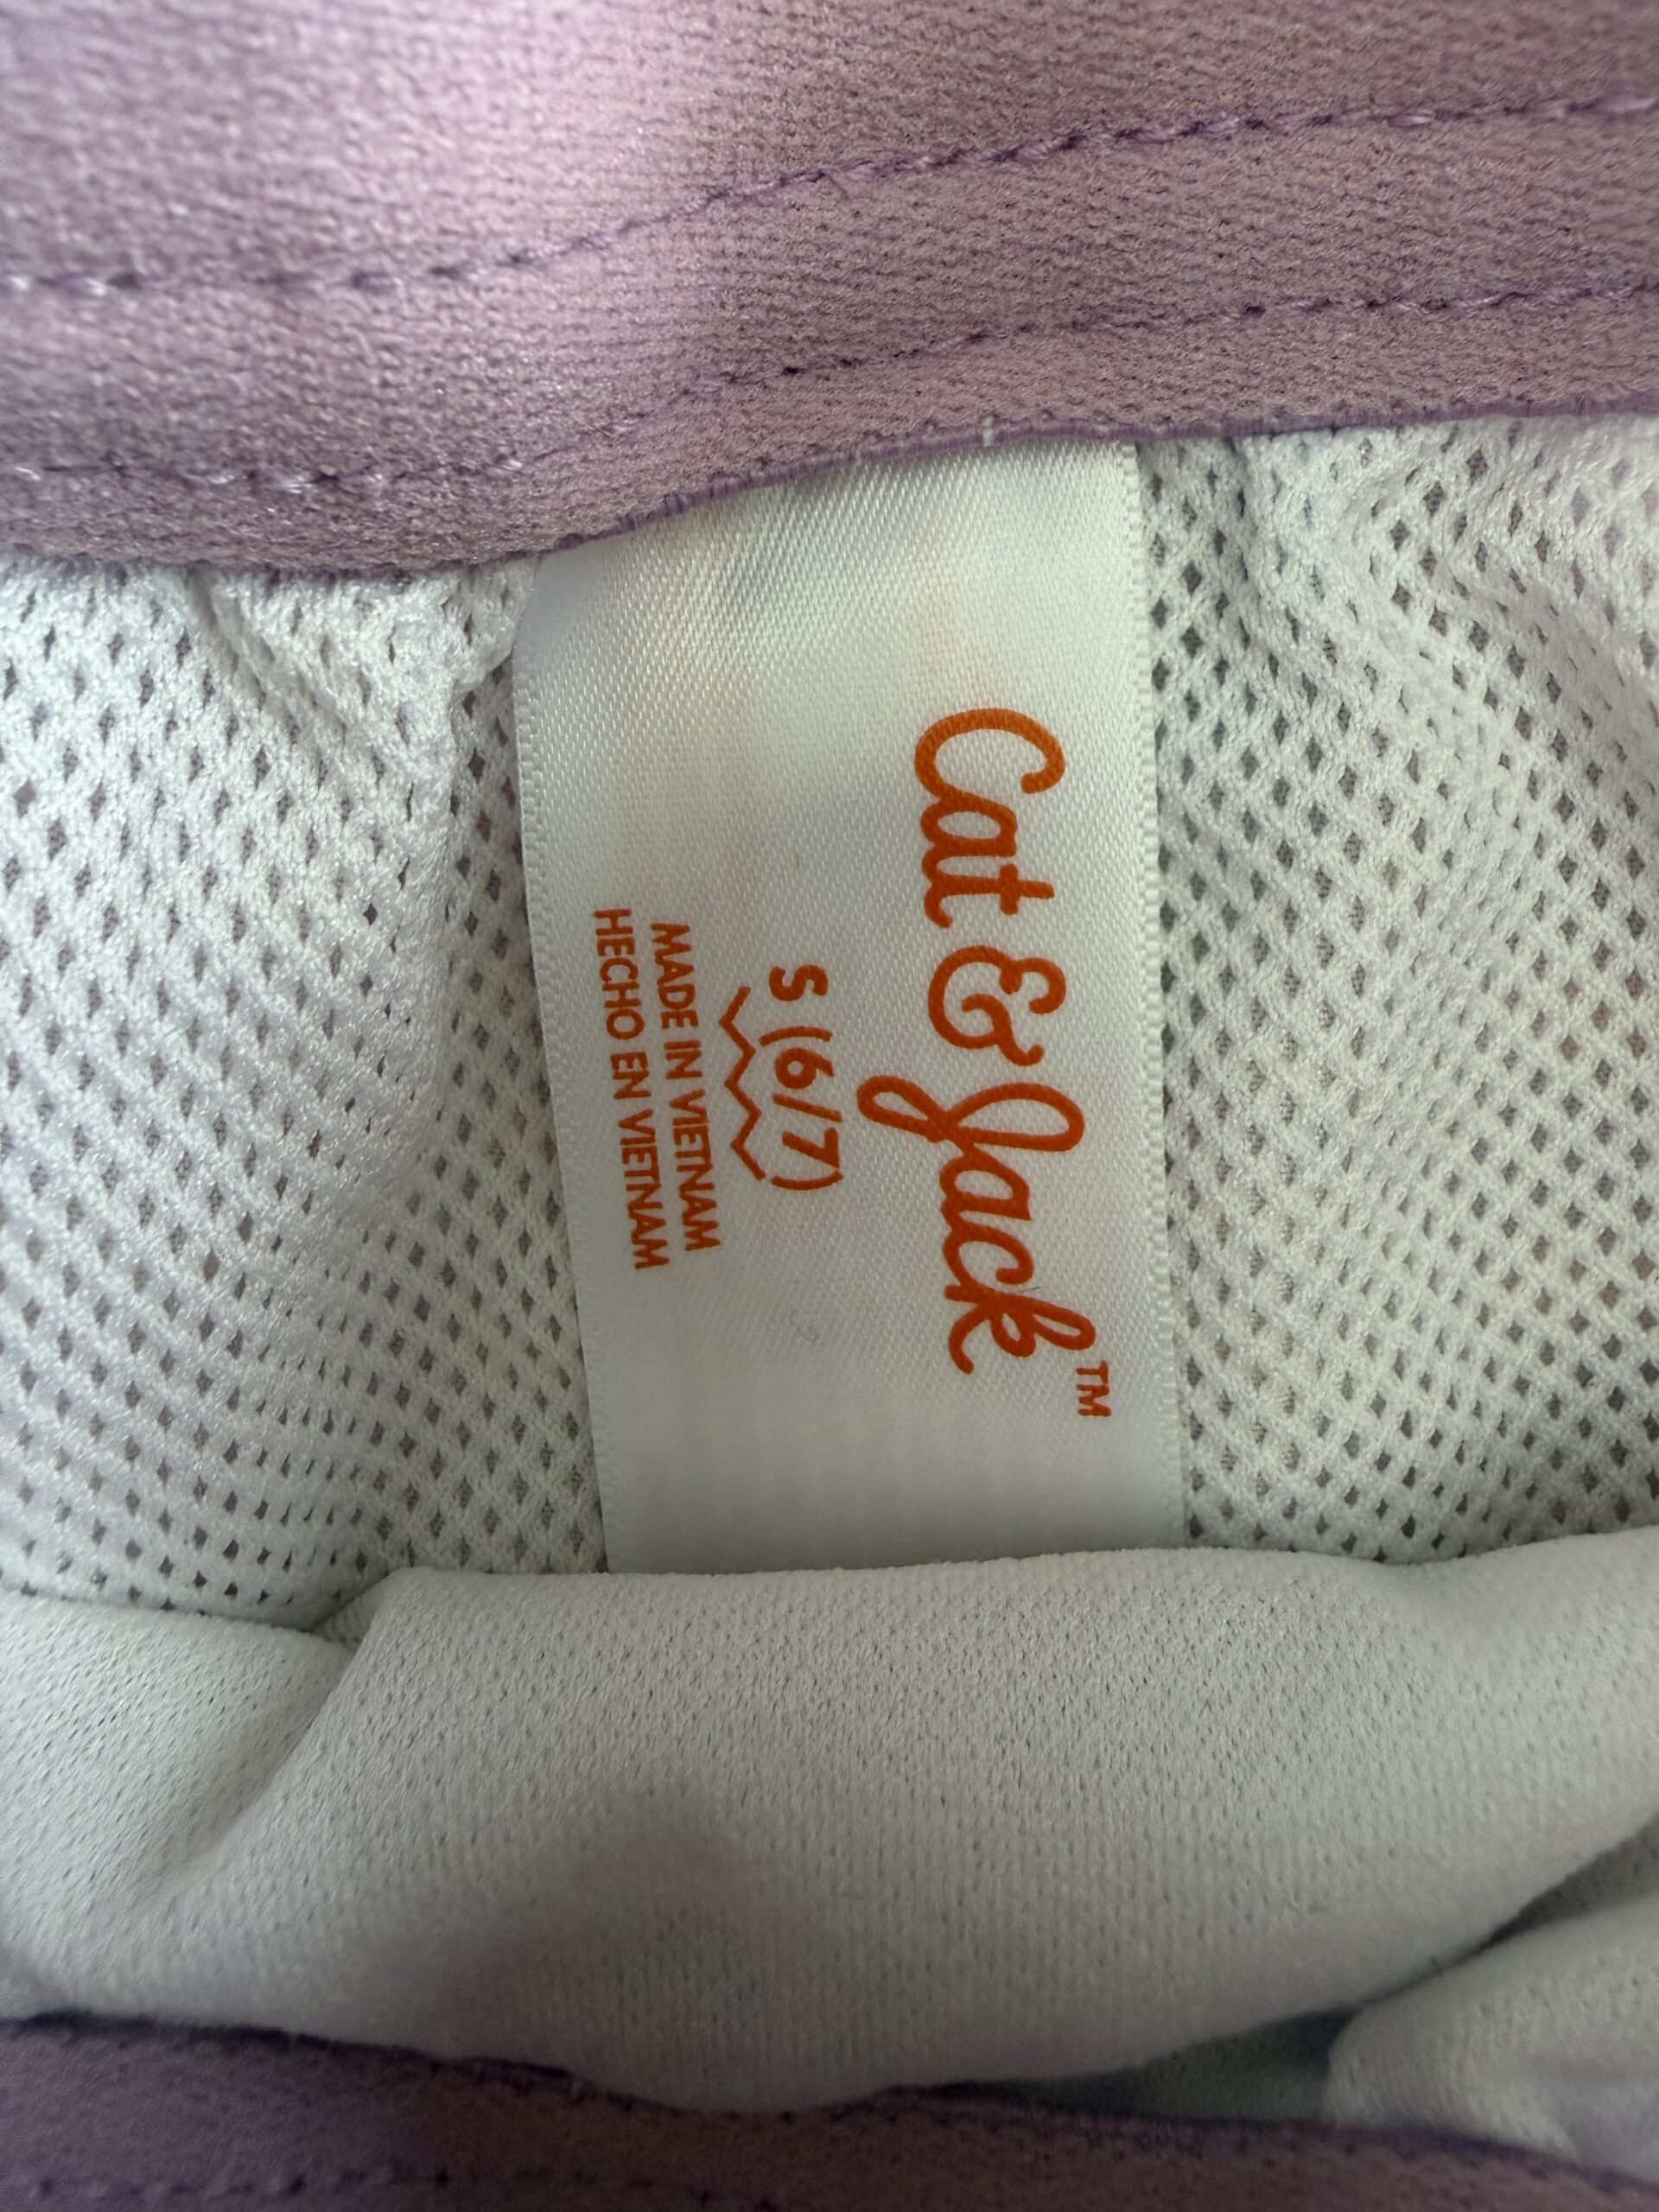 Cat & Jack™
S (6/7)
MADE IN VIETNAM
HECHO EN VIETNAM